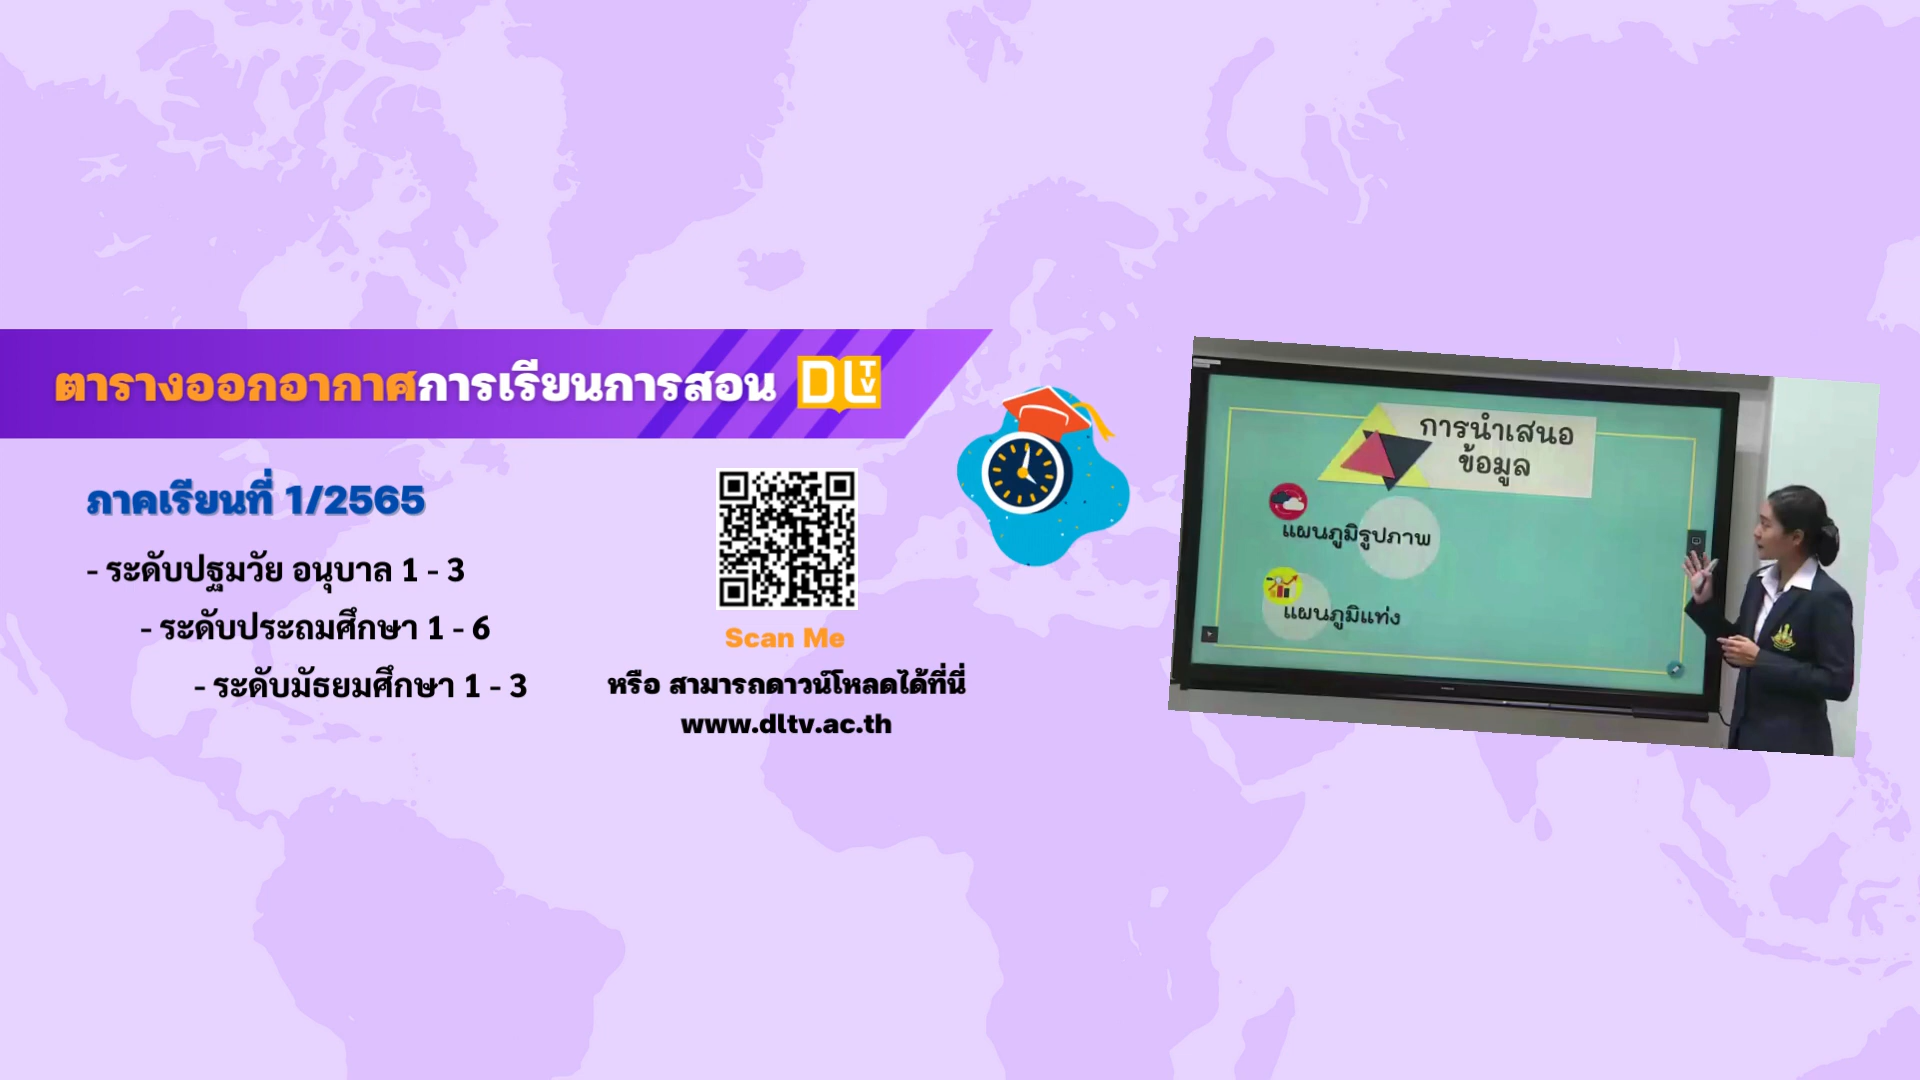 ตารางออกอากาศการเรียนการสอน DLTV
ภาคเรียนที่ 1/2565
- ระดับปฐมวัย อนุบาล 1 - 3
- ระดับประถมศึกษา 1 - 6
- ระดับมัธยมศึกษา 1 - 3
Scan Me
หรือ สามารถดาวน์โหลดได้ที่นี่
www.dltv.ac.th
การนำเสนอ
ข้อมูล
แผนภูมิรูปภาพ
แผนภูมิแท่ง